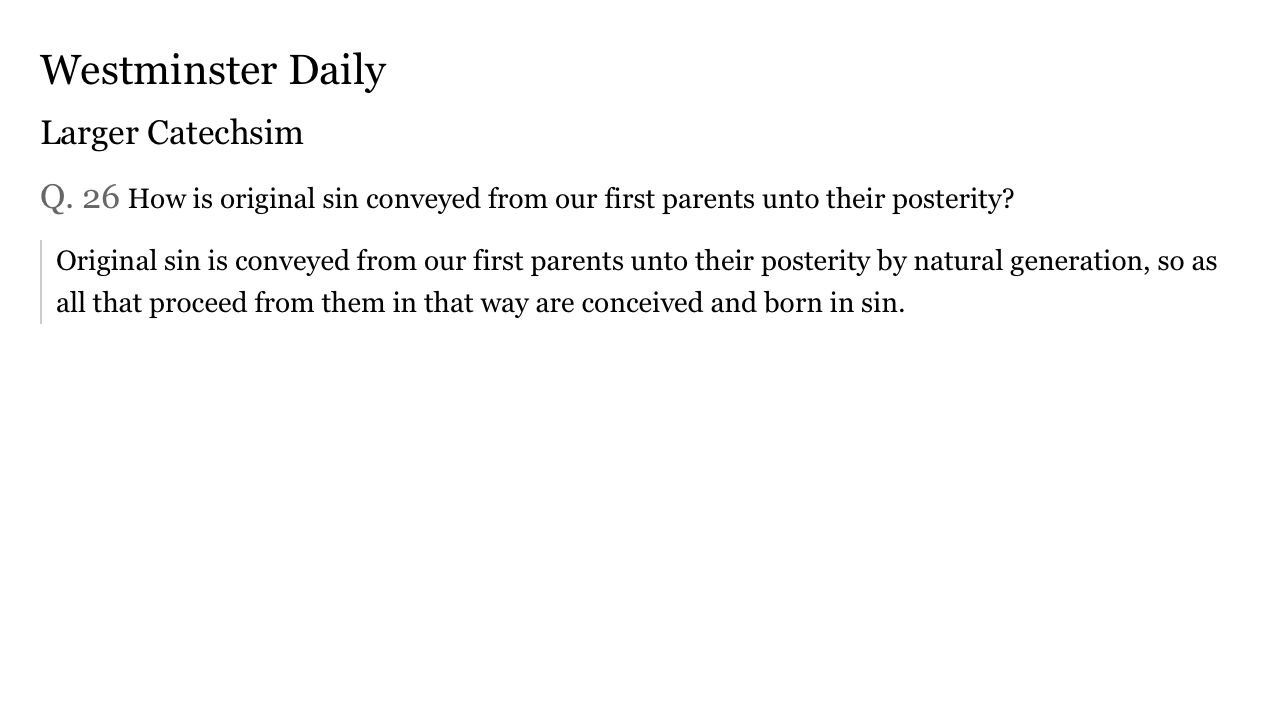 Westminster Daily
Larger Catechsim
Q. 26 How is original sin conveyed from our first parents unto their posterity?
Original sin is conveyed from our first parents unto their posterity by natural generation, so as
all that proceed from them in that way are conceived and born in sin.